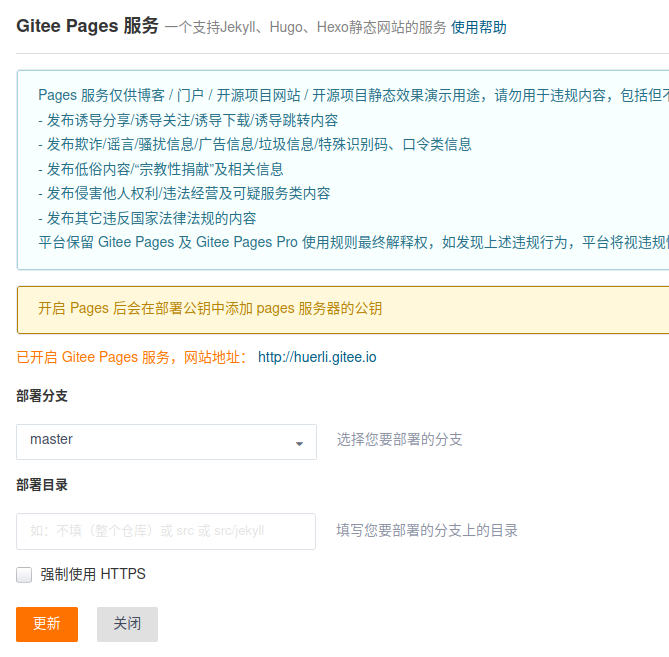 Gitee Pages 服务 一个支持Jekyll、Hugo、Hexo静态网站的服务 使用帮助
Pages 服务仅供博客 / 门户 / 开源项目网站 / 开源项目静态效果演示用途，请勿用于违规内容，包括但不
- 发布诱导分享/诱导关注/诱导下载/诱导跳转内容
- 发布欺诈/谣言/骚扰信息/广告信息/垃圾信息/特殊识别码、口令类信息
- 发布低俗内容/“宗教性捐献”及相关信息
- 发布侵害他人权利/违法经营及可疑服务类内容
- 发布其它违反国家法律法规的内容
平台保留 Gitee Pages 及 Gitee Pages Pro 使用规则最终解释权，如发现上述违规行为，平台将视违规
开启 Pages 后会在部署公钥中添加 pages 服务器的公钥
已开启 Gitee Pages 服务，网站地址： http://huerli.gitee.io
部署分支
master 选择您要部署的分支
部署目录
如：不填（整个仓库）或 src 或 src/jekyll 填写您要部署的分支上的目录
强制使用 HTTPS
更新 关闭